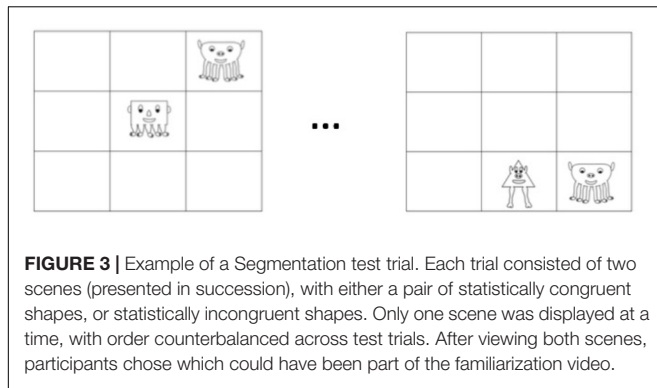 ...
FIGURE 3 | Example of a Segmentation test trial. Each trial consisted of two
scenes (presented in succession), with either a pair of statistically congruent
shapes, or statistically incongruent shapes. Only one scene was displayed at a
time, with order counterbalanced across test trials. After viewing both scenes,
participants chose which could have been part of the familiarization video.